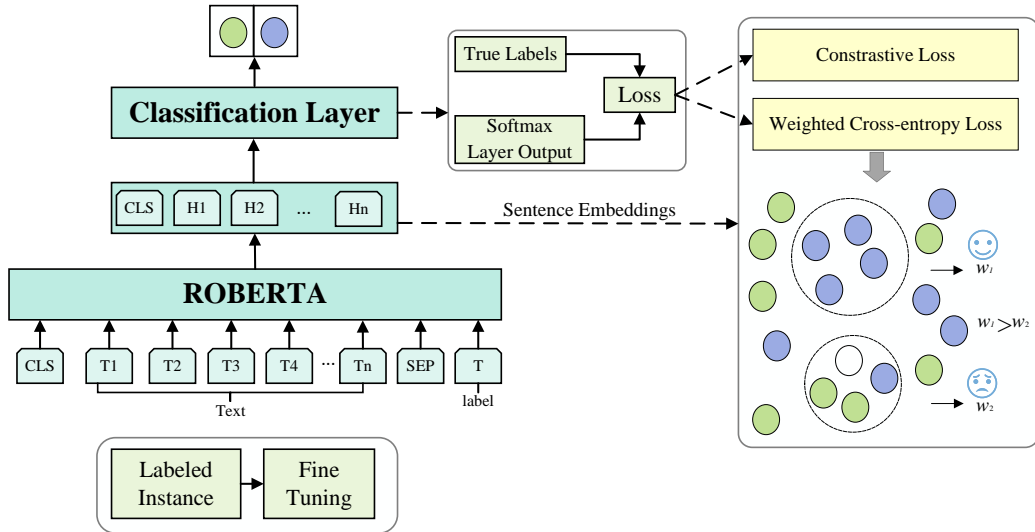 Classification Layer
True Labels
Loss
Softmax
Layer Output
Constrastive Loss
Weighted Cross-entropy Loss
CLS H1 H2 ... Hn
Sentence Embeddings
ROBERTA
CLS T1 T2 T3 T4 ... Tn SEP T
Text
label
w₁
w₁>w₂
w₂
Labeled
Instance
Fine
Tuning